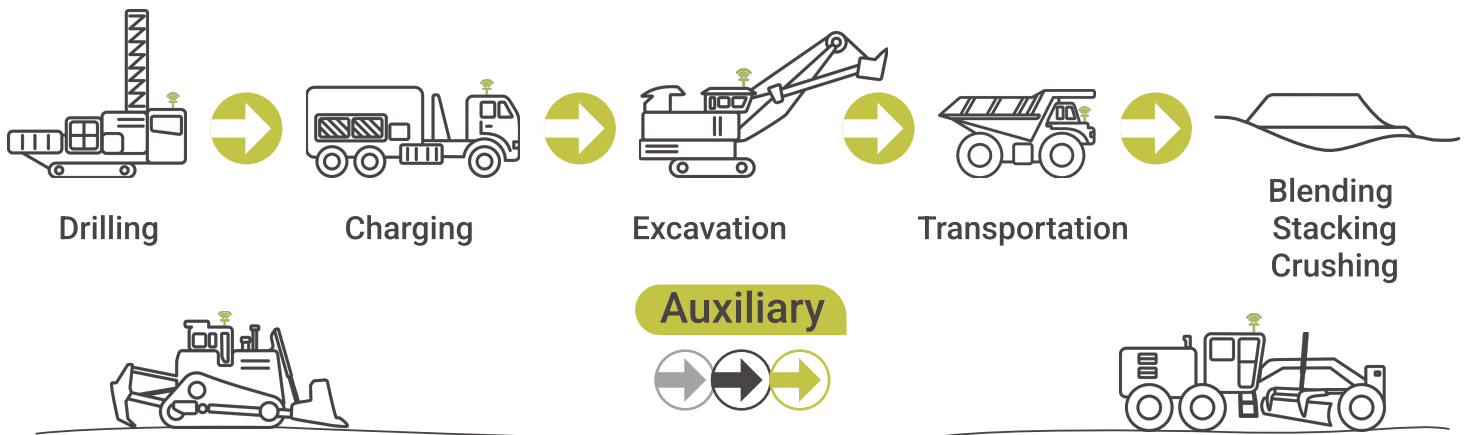 Drilling
Charging
Excavation
Transportation
Blending
Stacking
Crushing
Auxiliary